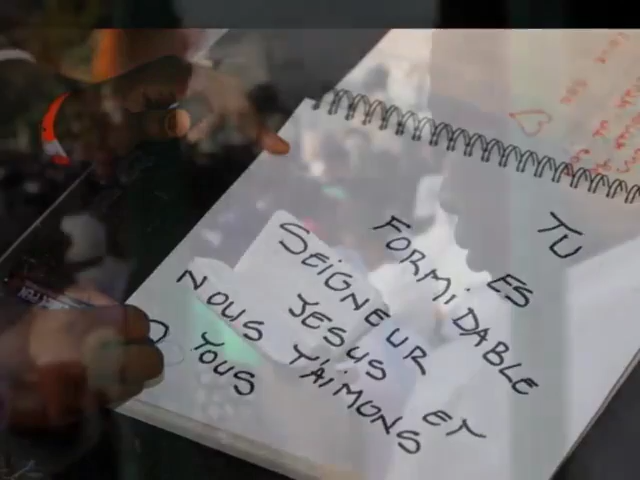 TU
ES
FORMIDABLE
SEIGNEUR
JESUS ET
NOUS T'AIMONS
TOUS